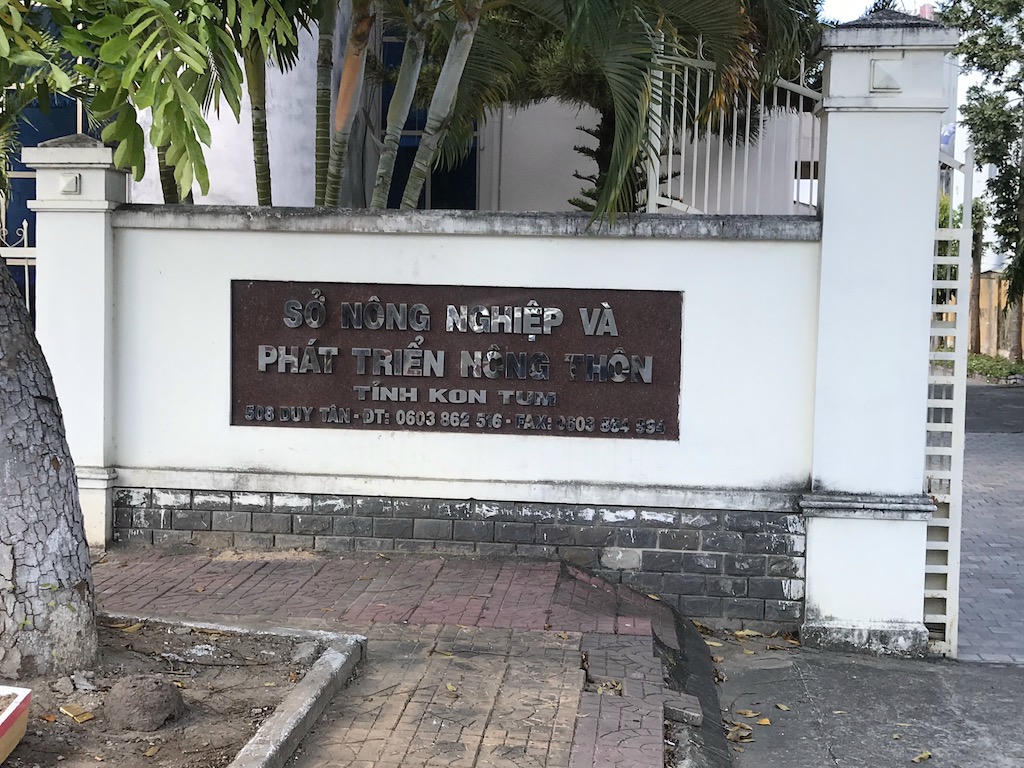 SỞ NÔNG NGHIỆP VÀ
PHÁT TRIỂN NÔNG THÔN
TỈNH KON TUM
508 DUY TÂN - ĐT: 0603 862 516 - FAX: 0603 864 994